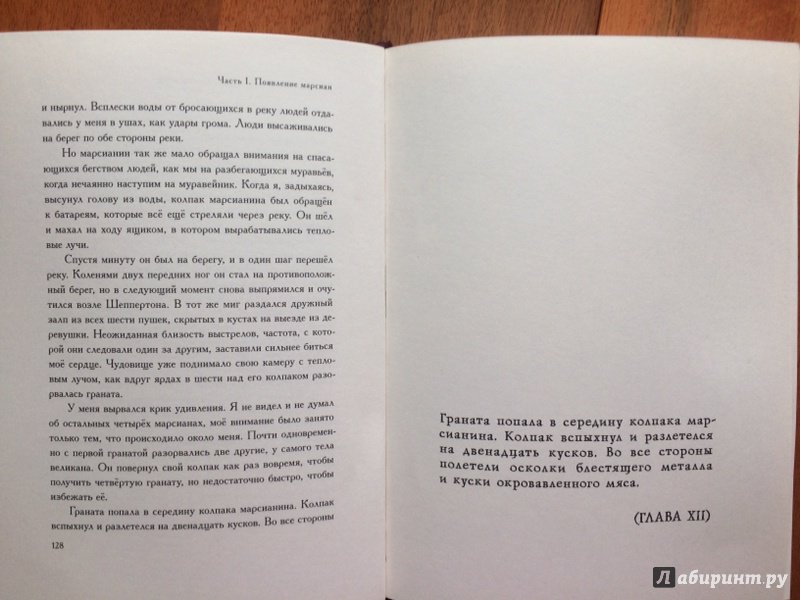 Часть I. Появление марсиан
и нырнул. Всплески воды от бросающихся в реку людей отда-
вались у меня в ушах, как удары грома. Люди высаживались
на берег по обе стороны реки.
Но марсианин так же мало обращал внимания на спаса-
ющихся бегством людей, как мы на разбегающихся муравьёв,
когда нечаянно наступим на муравейник. Когда я, задыхаясь,
высунул голову из воды, колпак марсианина был обращён
к батареям, которые всё ещё стреляли через реку. Он шёл
и махал на ходу ящиком, в котором вырабатывались тепло-
вые лучи.
Спустя минуту он был на берегу, и в один шаг перешёл
реку. Коленями двух передних ног он стал на противополож-
ный берег, но в следующий момент снова выпрямился и оч-
утился возле Шеппертона. В тот же миг раздался дружный
залп из всех шести пушек, скрытых в кустах на выезде из де-
ревушки. Неожиданная близость выстрелов, частота, с кото-
рой они следовали один за другим, заставили сильнее биться
моё сердце. Чудовище уже поднимало свою камеру с тепло-
вым лучом, как вдруг ярдах в шести над его колпаком разо-
рвалась граната.
У меня вырвался крик удивления. Я не видел и не думал
об остальных четырёх марсианах, моё внимание было занято
только тем, что происходило около меня. Почти одновремен-
но с первой гранатой разорвались две другие, у самого тела
великана. Он повернул свой колпак как раз вовремя, чтобы
получить четвёртую гранату, но недостаточно быстро, чтобы
избежать её.
Граната попала в середину колпака марсианина. Колпак
вспыхнул и разлетелся на двенадцать кусков. Во все стороны
128
Граната попала в середину колпака мар-
сианина. Колпак вспыхнул и разлетелся
на двенадцать кусков. Во все стороны
полетели осколки блестящего металла
и куски окровавленного мяса.
(ГЛАВА XII)
Лабиринт.ру